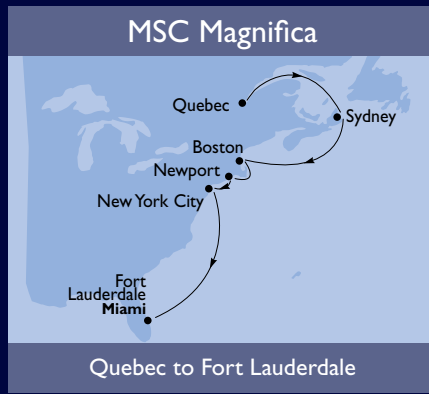 MSC Magnifica
Quebec
Sydney
Boston
Newport
New York City
Fort
Lauderdale
Miami
Quebec to Fort Lauderdale